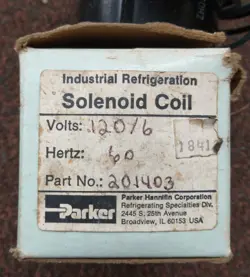 Industrial Refrigeration
Solenoid Coil
Volts: 120/6
Hertz: 60
1841
Part No.: 201403
Parker
Parker Hannifin Corporation
Refrigerating Specialties Div.
2445 S. 25th Avenue
Broadview, IL 60153 USA